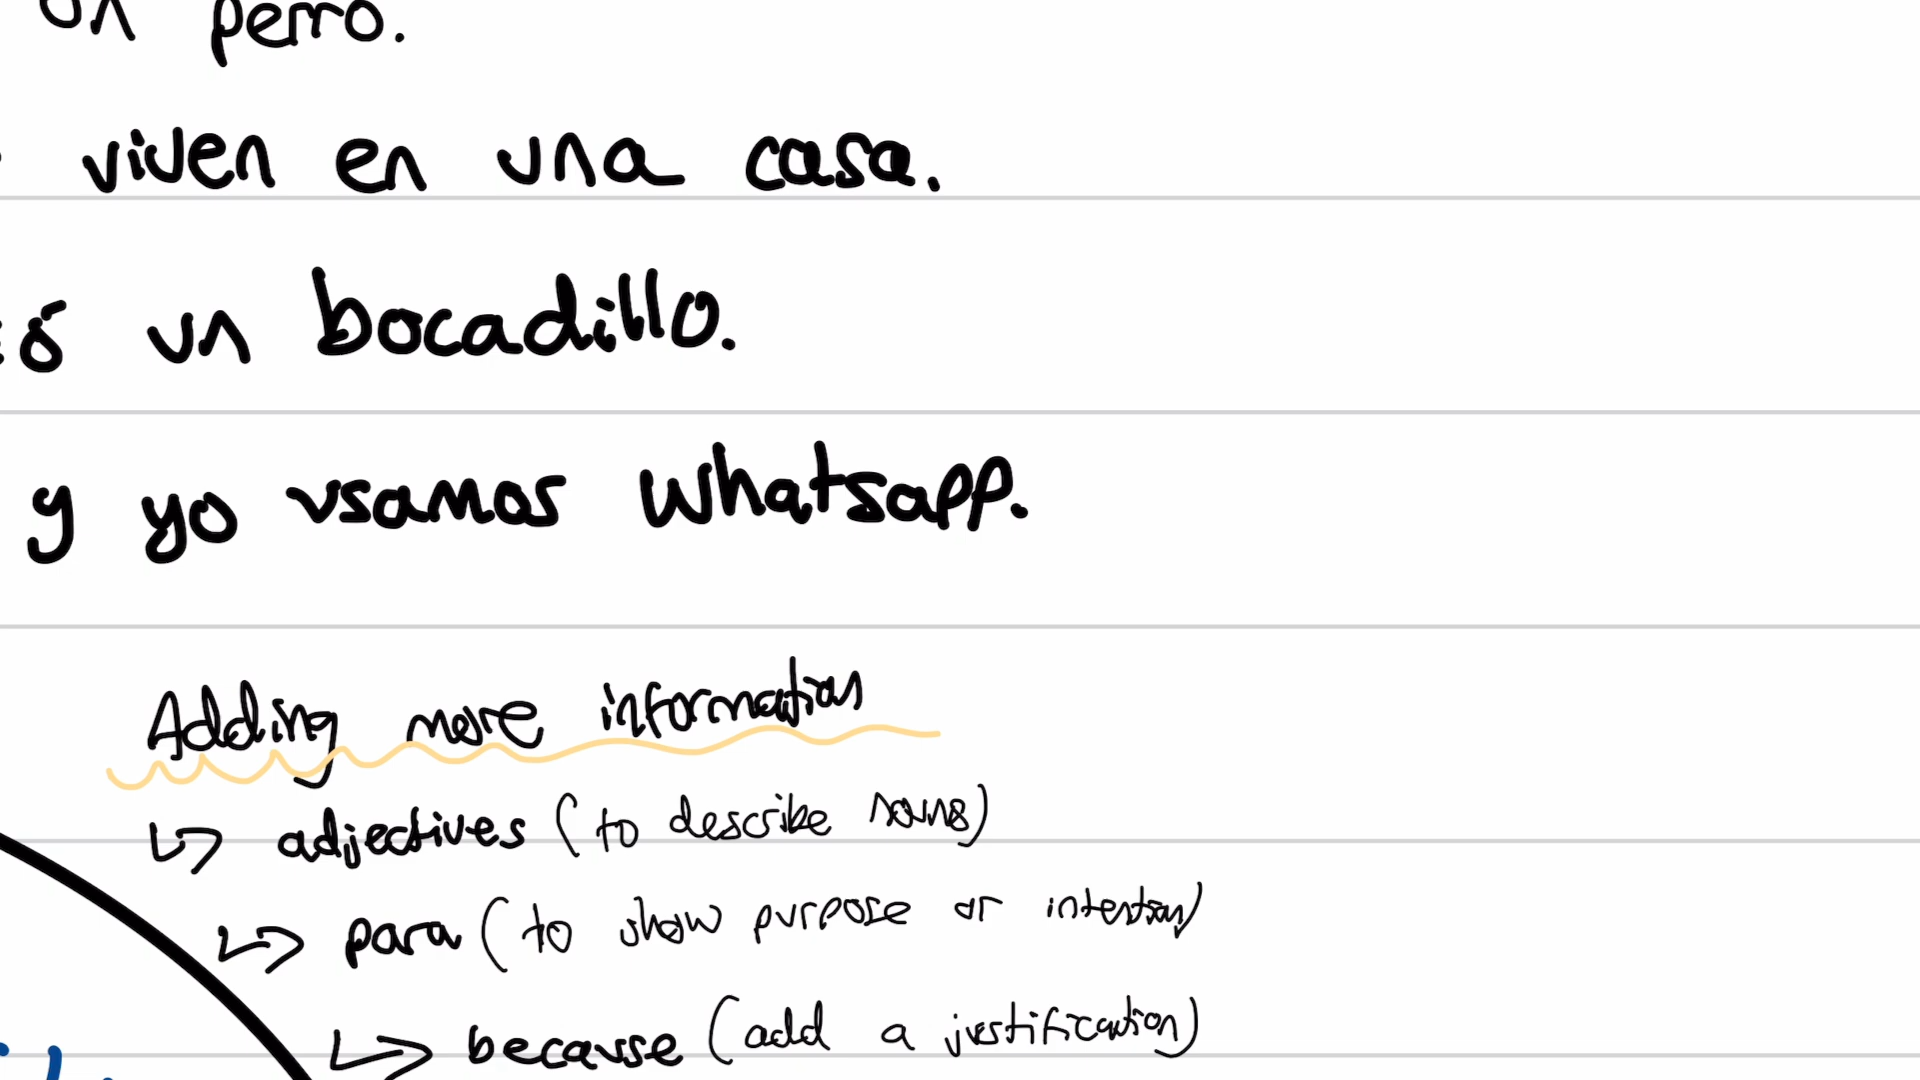 un perro.
viven en una casa.
ó un bocadillo.
y yo usamos whatsapp.
Adding more information
↳ adjectives (to describe nouns)
↳ para (to show purpose or intention)
↳ because (add a justification)